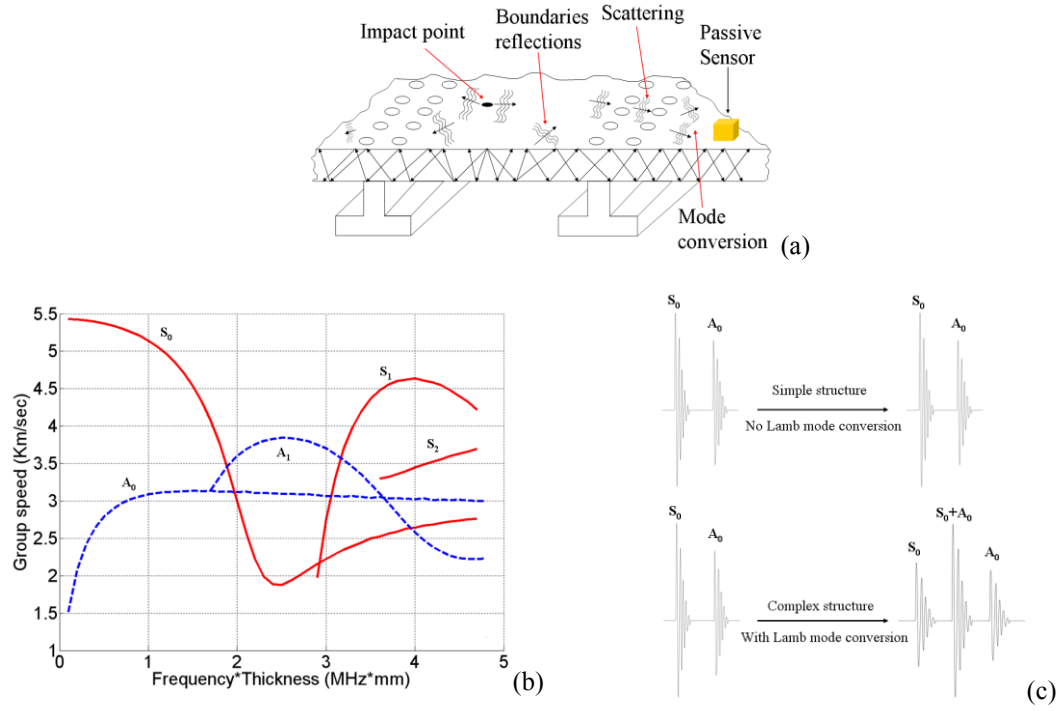 Impact point
Boundaries
reflections
Scattering
Passive
Sensor
Mode
conversion
(a)
5.5
5
4.5
4
3.5
3
2.5
2
1.5
1
Group speed (Km/sec)
S₀
S₁
S₂
A₁
A₀
0
1
2
3
4
5
Frequency*Thickness (MHz*mm)
(b)
S₀
A₀
Simple structure
No Lamb mode conversion
S₀
A₀
S₀
A₀
Complex structure
With Lamb mode conversion
S₀
S₀+A₀
A₀
(c)